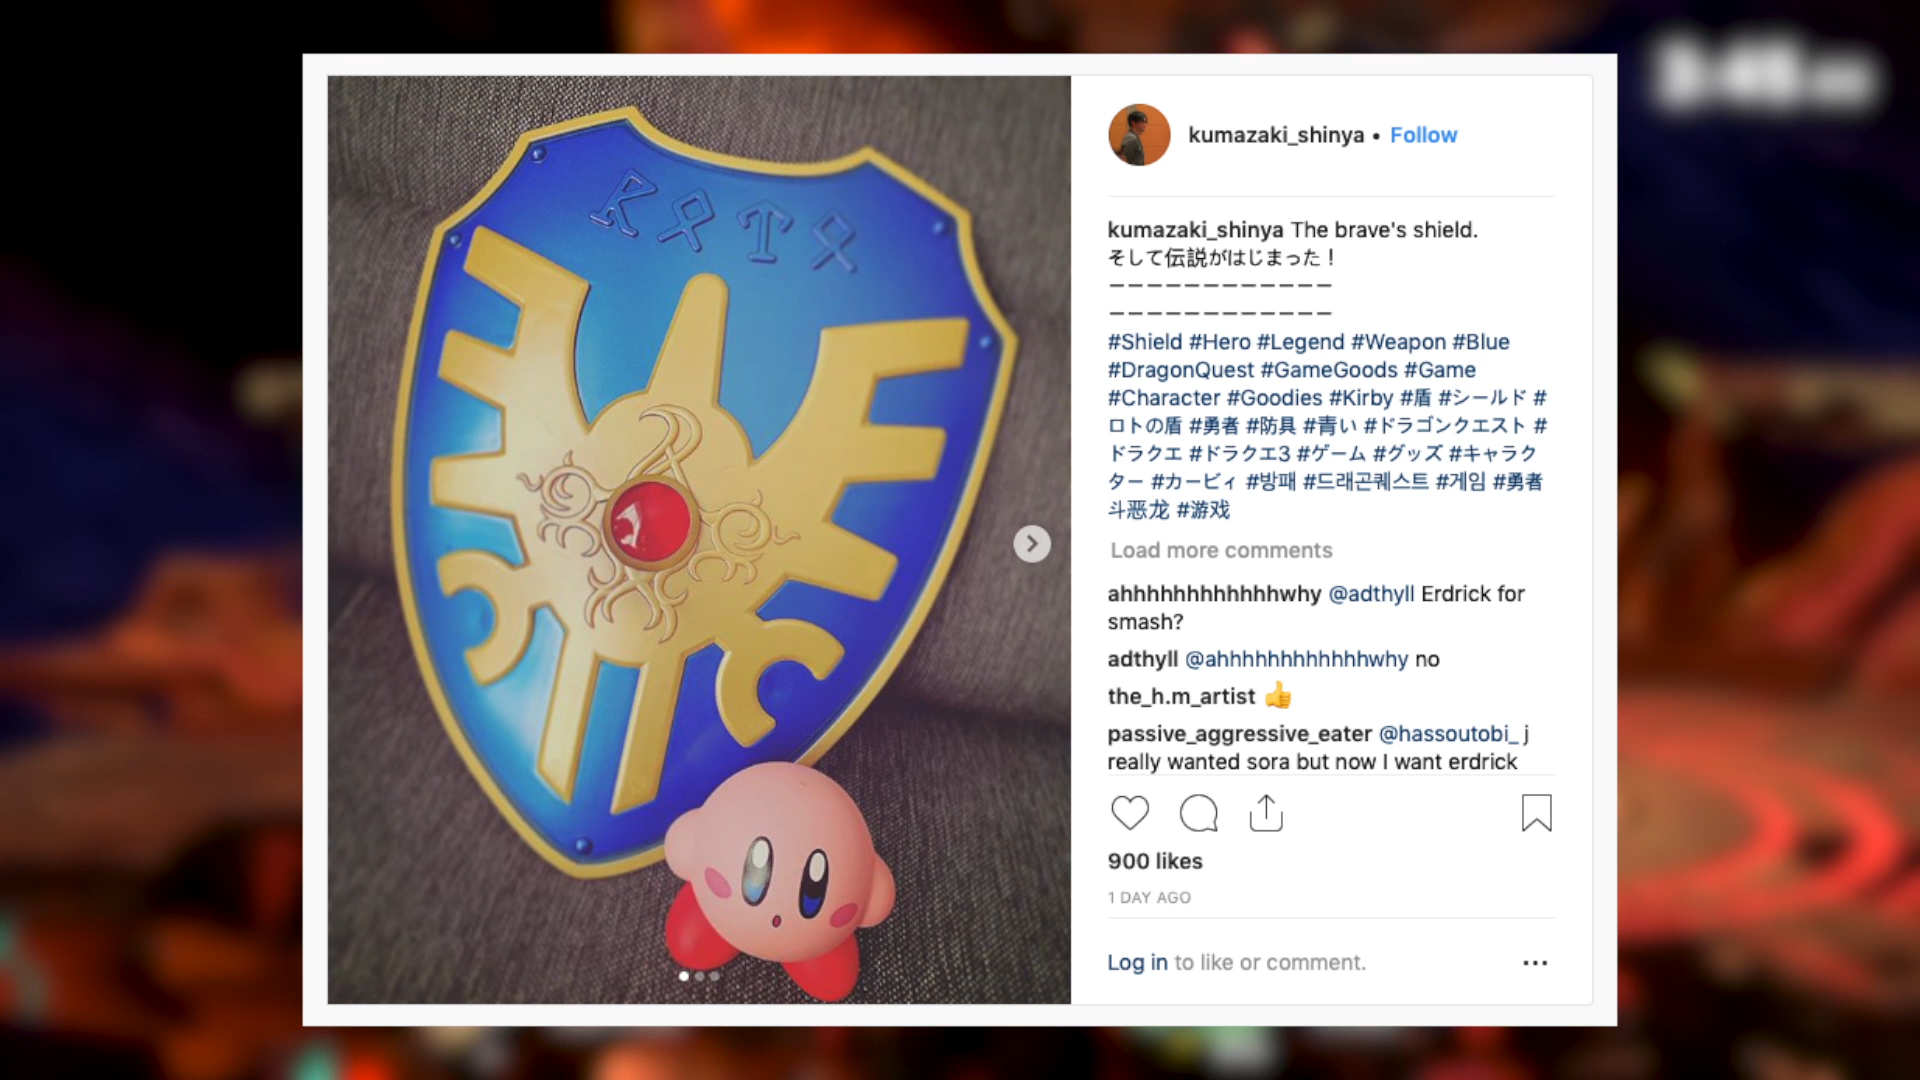 ROTO
kumazaki_shinya • Follow
kumazaki_shinya The brave's shield.
そして伝説がはじまった！
ーーーーーーーーーーーー
ーーーーーーーーーーーー
#Shield #Hero #Legend #Weapon #Blue
#DragonQuest #GameGoods #Game
#Character #Goodies #Kirby #盾 #シールド #
ロトの盾 #勇者 #防具 #青い #ドラゴンクエスト #
ドラクエ #ドラクエ3 #ゲーム #グッズ #キャラク
ター #カービィ #방패 #드래곤퀘스트 #게임 #勇者
斗恶龙 #游戏
Load more comments
ahhhhhhhhhhhhwhy @adthyll Erdrick for
smash?
adthyll @ahhhhhhhhhhhhwhy no
the_h.m_artist 👍
passive_aggressive_eater @hassoutobi_ j
really wanted sora but now I want erdrick
900 likes
1 DAY AGO
Log in to like or comment.